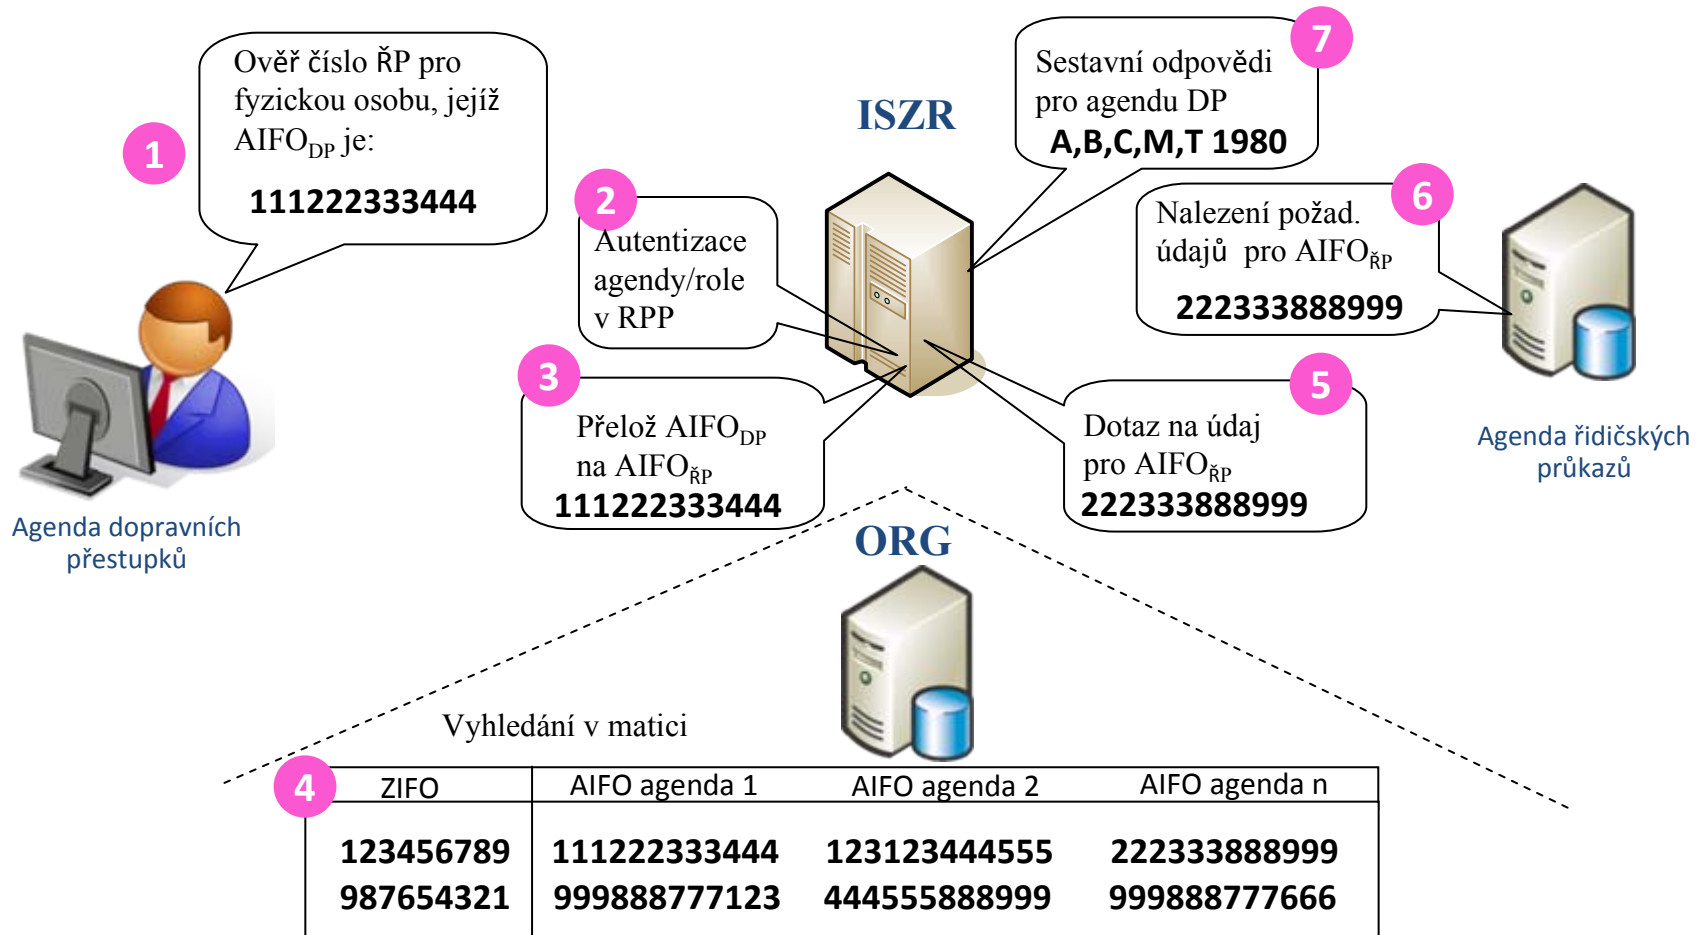 1
Ověř číslo ŘP pro
fyzickou osobu, jejíž
AIFODP je:
111222333444
Agenda dopravních
přestupků
ISZR
2
Autentizace
agendy/role
v RPP
3
Přelož AIFODP
na AIFOŘP
111222333444
7
Sestavní odpovědi
pro agendu DP
A,B,C,M,T 1980
6
Nalezení požad.
údajů pro AIFOŘP
222333888999
5
Dotaz na údaj
pro AIFOŘP
222333888999
Agenda řidičských
průkazů
ORG
Vyhledání v matici
4
ZIFO AIFO agenda 1 AIFO agenda 2 AIFO agenda n
123456789 111222333444 123123444555 222333888999
987654321 999888777123 444555888999 999888777666